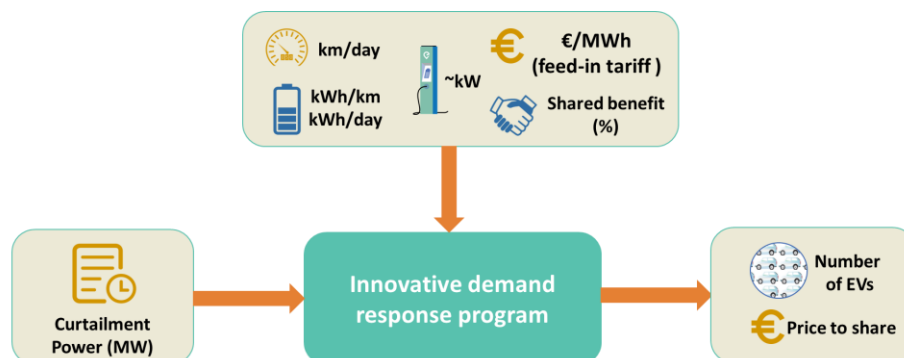 km/day
kWh/km
kWh/day
~kW
€
€/MWh
(feed-in tariff )
Shared benefit
(%)
Curtailment
Power (MW)
Innovative demand
response program
Number
of EVs
€ Price to share